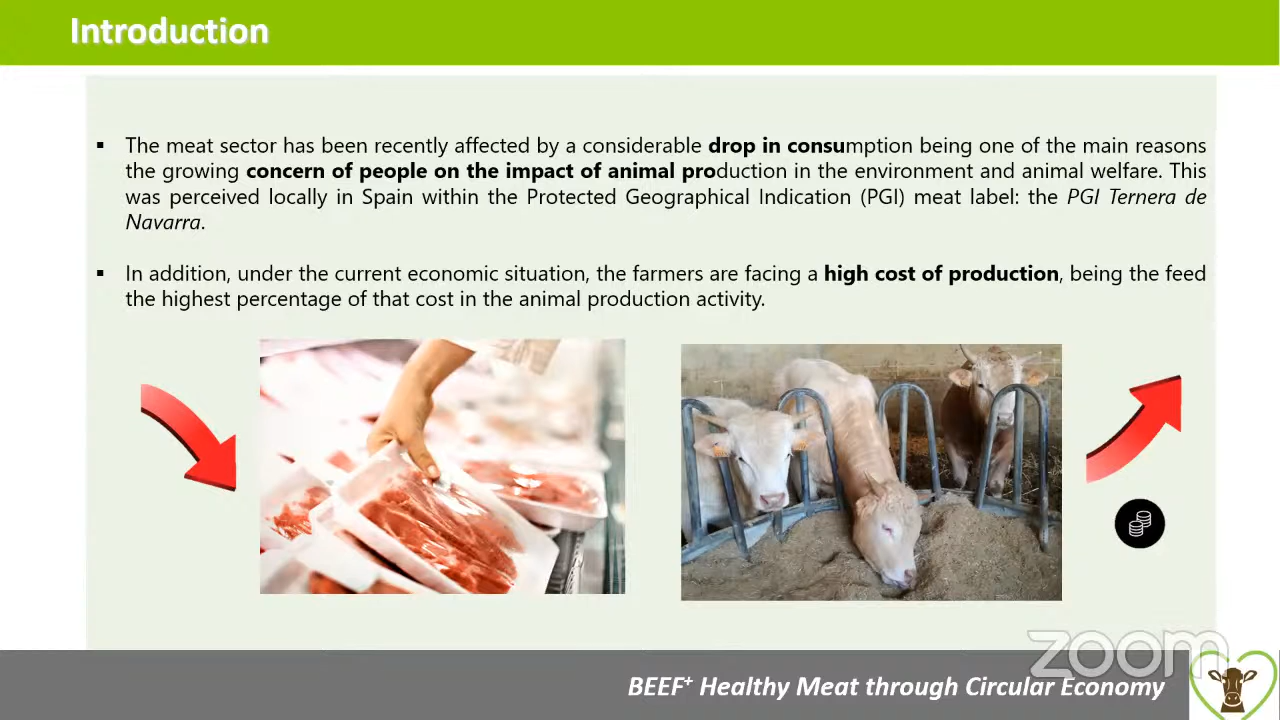 Introduction
▪ The meat sector has been recently affected by a considerable drop in consumption being one of the main reasons
the growing concern of people on the impact of animal production in the environment and animal welfare. This
was perceived locally in Spain within the Protected Geographical Indication (PGI) meat label: the PGI Ternera de
Navarra.
▪ In addition, under the current economic situation, the farmers are facing a high cost of production, being the feed
the highest percentage of that cost in the animal production activity.
zoom
BEEF+ Healthy Meat through Circular Economy